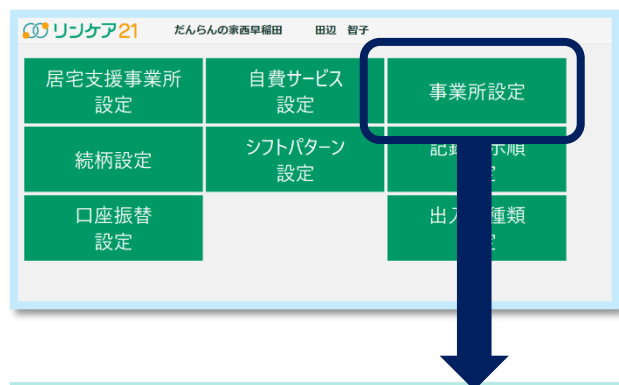 リンケア21 だんらんの家西早稲田 田辺 智子
居宅支援事業所
設定
自費サービス
設定
事業所設定
続柄設定
シフトパターン
設定
口座振替
設定